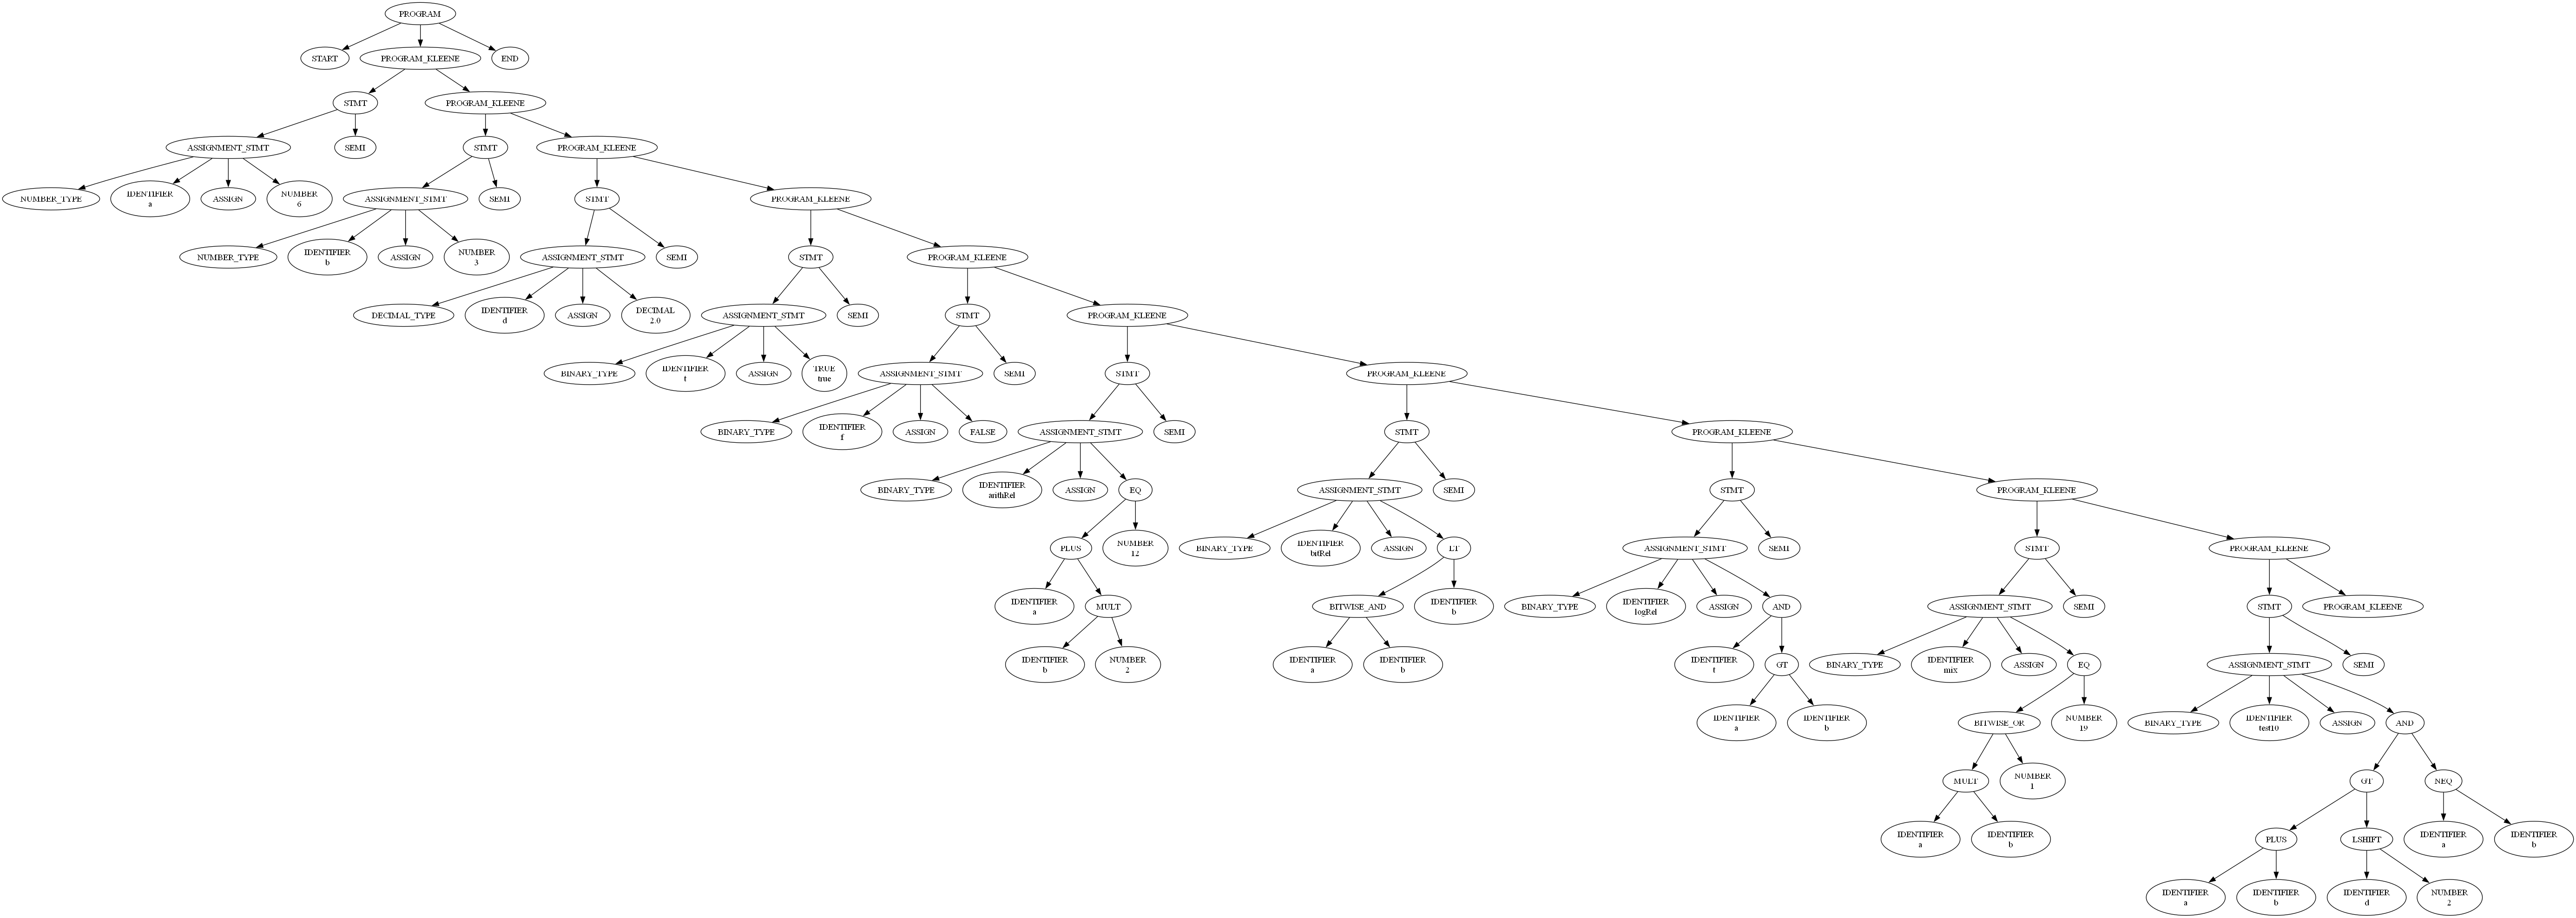 PROGRAM
START
PROGRAM_KLEENE
END
STMT
PROGRAM_KLEENE
ASSIGNMENT_STMT
SEMI
STMT
PROGRAM_KLEENE
NUMBER_TYPE
IDENTIFIER
a
ASSIGN
NUMBER
6
ASSIGNMENT_STMT
SEMI
STMT
PROGRAM_KLEENE
NUMBER_TYPE
IDENTIFIER
b
ASSIGN
NUMBER
3
ASSIGNMENT_STMT
SEMI
STMT
PROGRAM_KLEENE
DECIMAL_TYPE
IDENTIFIER
d
ASSIGN
DECIMAL
2.0
ASSIGNMENT_STMT
SEMI
STMT
PROGRAM_KLEENE
BINARY_TYPE
IDENTIFIER
t
ASSIGN
TRUE
true
ASSIGNMENT_STMT
SEMI
STMT
PROGRAM_KLEENE
BINARY_TYPE
IDENTIFIER
f
ASSIGN
FALSE
ASSIGNMENT_STMT
SEMI
STMT
PROGRAM_KLEENE
BINARY_TYPE
IDENTIFIER
arithRel
ASSIGN
EQ
ASSIGNMENT_STMT
SEMI
STMT
PROGRAM_KLEENE
PLUS
NUMBER
12
BINARY_TYPE
IDENTIFIER
bitRel
ASSIGN
LT
ASSIGNMENT_STMT
SEMI
STMT
PROGRAM_KLEENE
IDENTIFIER
a
MULT
BITWISE_AND
IDENTIFIER
b
BINARY_TYPE
IDENTIFIER
logRel
ASSIGN
AND
ASSIGNMENT_STMT
SEMI
STMT
PROGRAM_KLEENE
IDENTIFIER
b
NUMBER
2
IDENTIFIER
a
IDENTIFIER
b
IDENTIFIER
t
GT
BINARY_TYPE
IDENTIFIER
mix
ASSIGN
EQ
ASSIGNMENT_STMT
SEMI
IDENTIFIER
a
IDENTIFIER
b
BITWISE_OR
NUMBER
19
BINARY_TYPE
IDENTIFIER
test10
ASSIGN
AND
MULT
NUMBER
1
GT
NEQ
IDENTIFIER
a
IDENTIFIER
b
PLUS
LSHIFT
IDENTIFIER
a
IDENTIFIER
b
IDENTIFIER
a
IDENTIFIER
b
IDENTIFIER
d
NUMBER
2